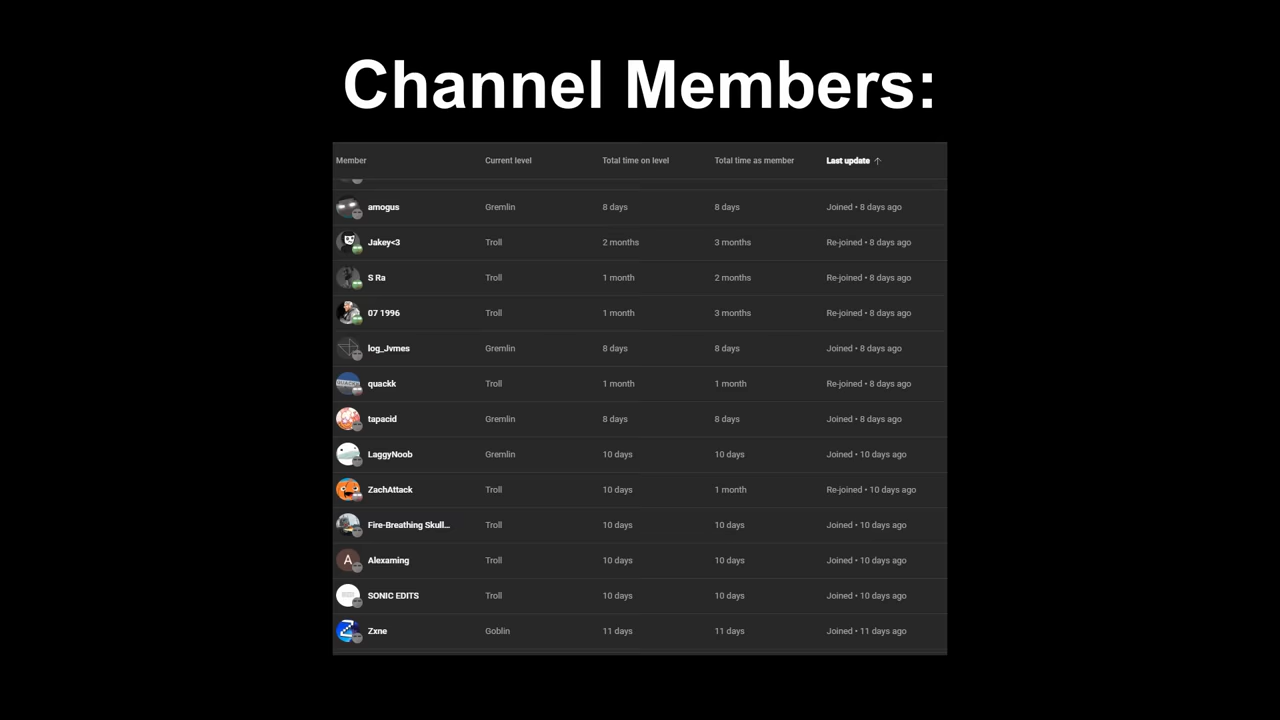 Channel Members:
Member Current level Total time on level Total time as member Last update ↑
amogus Gremlin 8 days 8 days Joined • 8 days ago
Jakey<3 Troll 2 months 3 months Re-joined • 8 days ago
S Ra Troll 1 month 2 months Re-joined • 8 days ago
07 1996 Troll 1 month 3 months Re-joined • 8 days ago
log_Jvmes Gremlin 8 days 8 days Joined • 8 days ago
quackk Troll 1 month 1 month Re-joined • 8 days ago
tapacid Gremlin 8 days 8 days Joined • 8 days ago
LaggyNoob Gremlin 10 days 10 days Joined • 10 days ago
ZachAttack Troll 10 days 1 month Re-joined • 10 days ago
Fire-Breathing Skull... Troll 10 days 10 days Joined • 10 days ago
A Alexaming Troll 10 days 10 days Joined • 10 days ago
SONIC EDITS Troll 10 days 10 days Joined • 10 days ago
Zxne Goblin 11 days 11 days Joined • 11 days ago